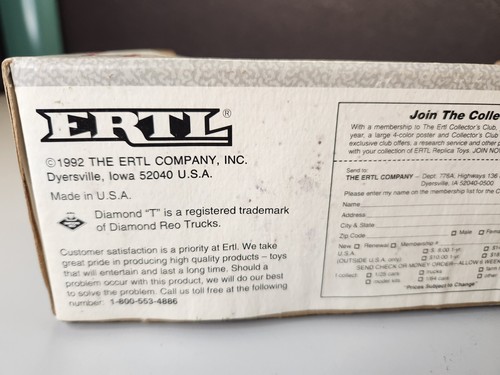 ERTL®
©1992 THE ERTL COMPANY, INC.
Dyersville, Iowa 52040 U.S.A.
Made in U.S.A.
Diamond "T" is a registered trademark
of Diamond Reo Trucks.
Customer satisfaction is a priority at Ertl. We take
great pride in producing high quality products – toys
that will entertain and last a long time. Should a
problem occur with this product, we will do our best
to solve the problem. Call us toll free at the following
number: 1-800-553-4886
Join The Colle
With a membership to The Ertl Collector's Club,
year, a large 4-color poster and Collector's Club
exclusive club offers, a research service and other p
with your collection of ERTL Replica Toys. JOIN NO
Send to:
THE ERTL COMPANY – Dept. 776A, Highways 136
Dyersville, IA 52040-0500
Please enter my name on the membership list for the C
Name
Address
City & State
Zip Code
Male
Fema
New Renewal Membership #
U.S.A.
(OUTSIDE U.S.A. only)
SEND CHECK OR MONEY ORDER–ALLOW 6 WEEK
I collect: 1/25 cars trucks
model kits 1/64 cars other
*Prices Subject to Change*